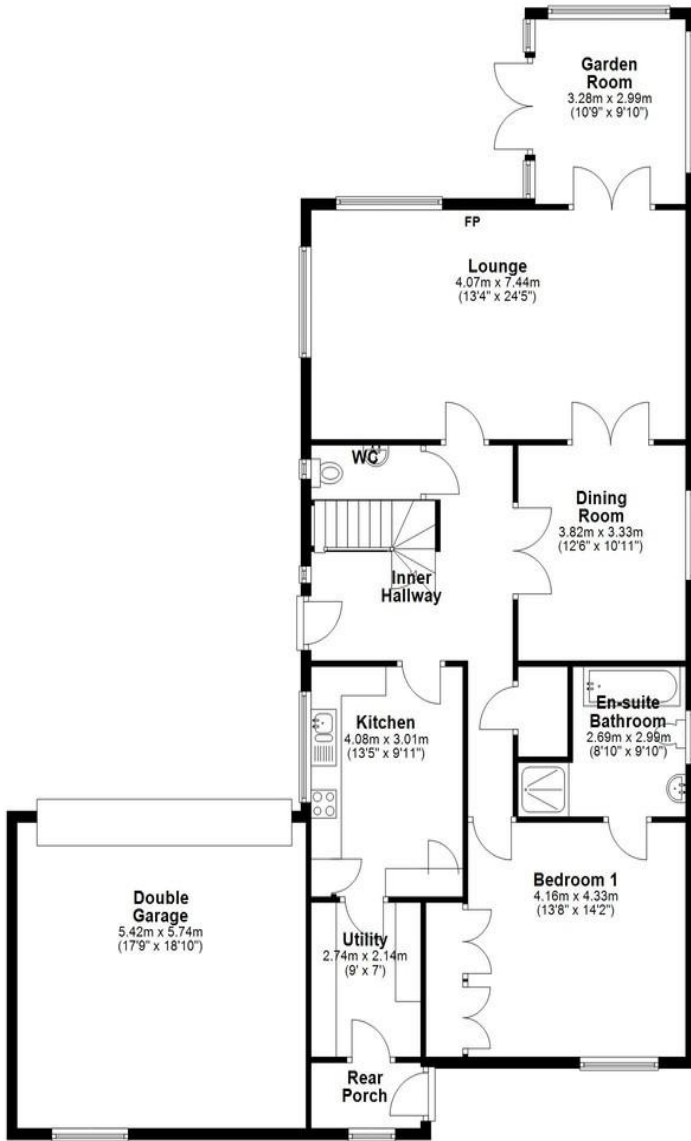 Garden
Room
3.28m x 2.99m
(10'9" x 9'10")
FP
Lounge
4.07m x 7.44m
(13'4" x 24'5")
WC
Dining
Room
3.82m x 3.33m
(12'6" x 10'11")
Inner
Hallway
Kitchen
4.08m x 3.01m
(13'5" x 9'11")
En-suite
Bathroom
2.69m x 2.99m
(8'10" x 9'10")
Double
Garage
5.42m x 5.74m
(17'9" x 18'10")
Bedroom 1
4.16m x 4.33m
(13'8" x 14'2")
Utility
2.74m x 2.14m
(9' x 7')
Rear
Porch